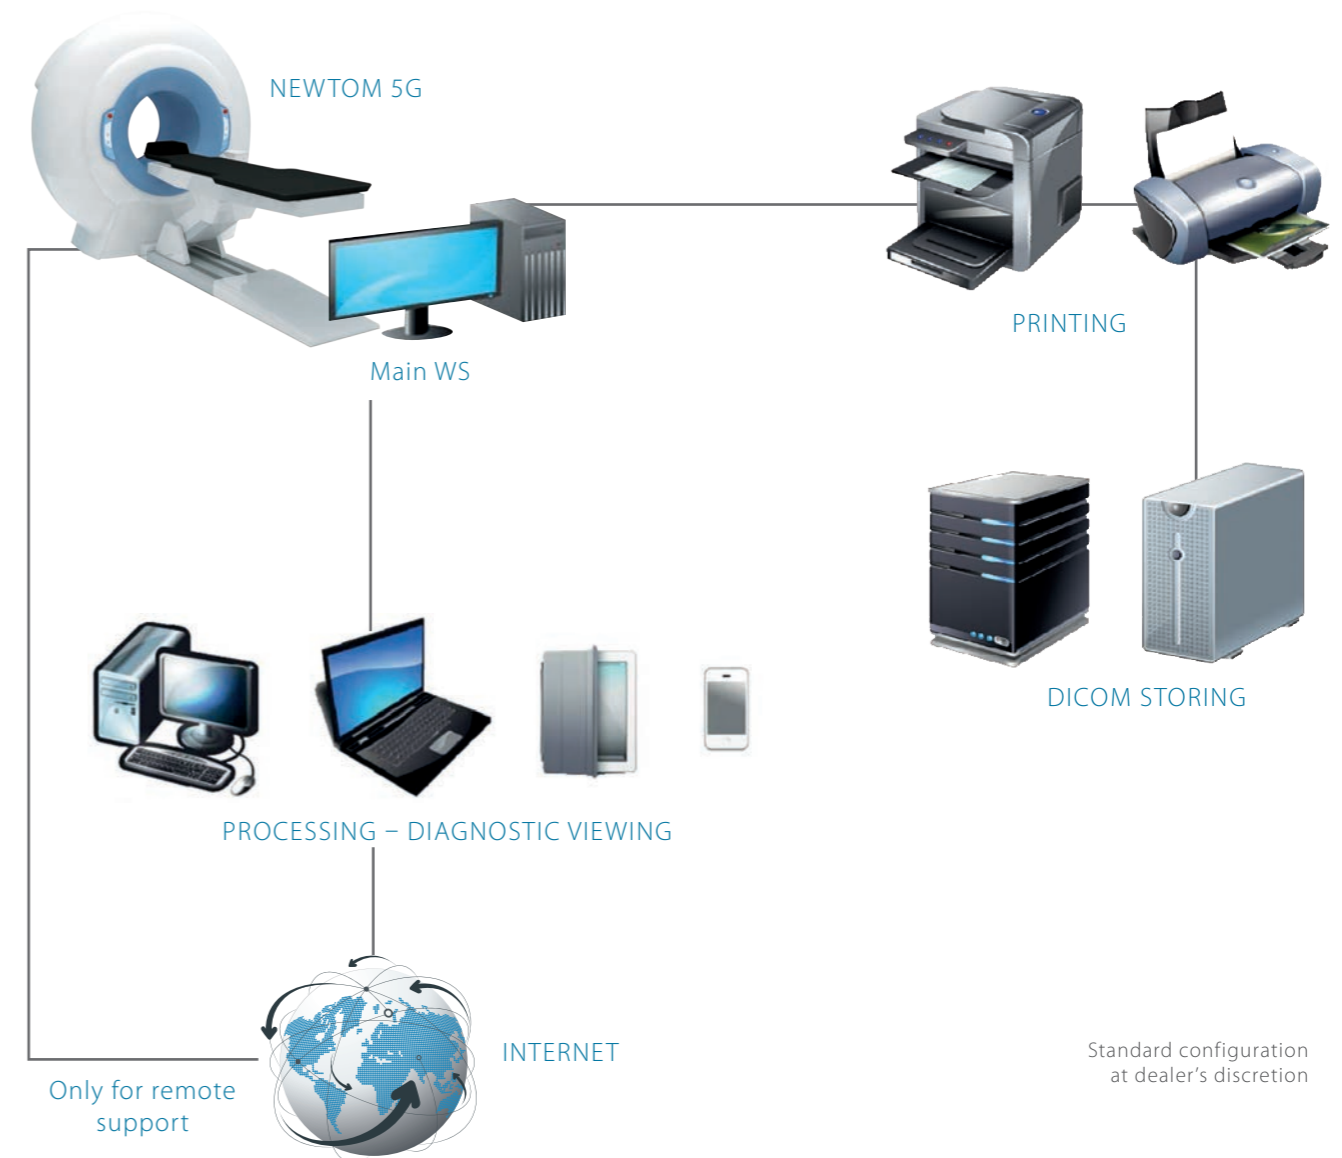 NEWTOM 5G
PRINTING
Main WS
DICOM STORING
PROCESSING – DIAGNOSTIC VIEWING
INTERNET
Only for remote
support
Standard configuration
at dealer’s discretion